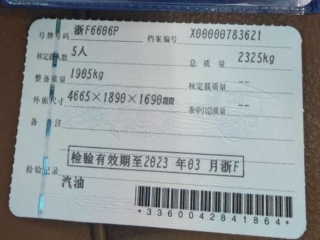 号牌号码 浙F6606P 档案编号 X00000783621
核定载人数 5人 总质量 2325kg
整备质量 1905kg 核定载质量 --
外廓尺寸 4665×1890×1690mm 准牵引总质量 --
检验有效期至2023 年03 月浙F
检验记录
汽油
*3360042841864*